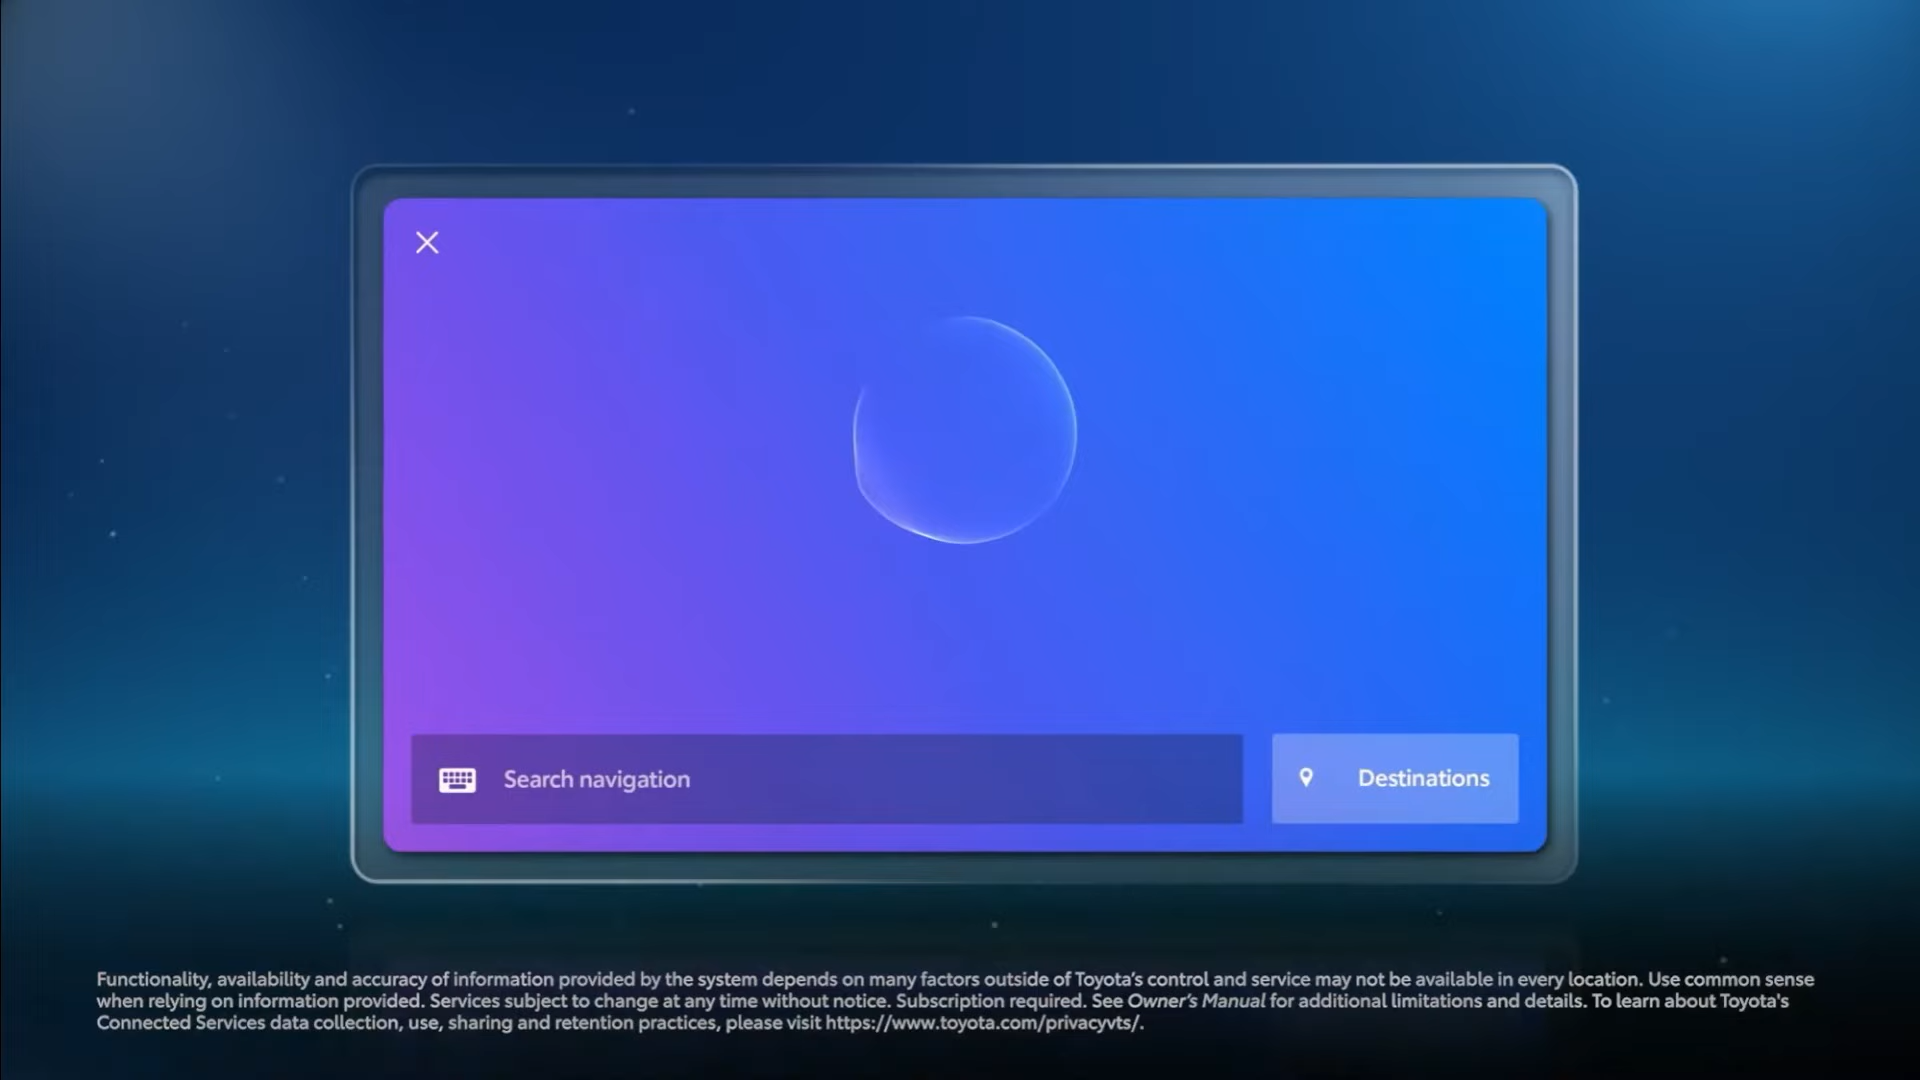 Search navigation
Destinations
Functionality, availability and accuracy of information provided by the system depends on many factors outside of Toyota's control and service may not be available in every location. Use common sense
when relying on information provided. Services subject to change at any time without notice. Subscription required. See Owner's Manual for additional limitations and details. To learn about Toyota's
Connected Services data collection, use, sharing and retention practices, please visit https://www.toyota.com/privacyvts/.